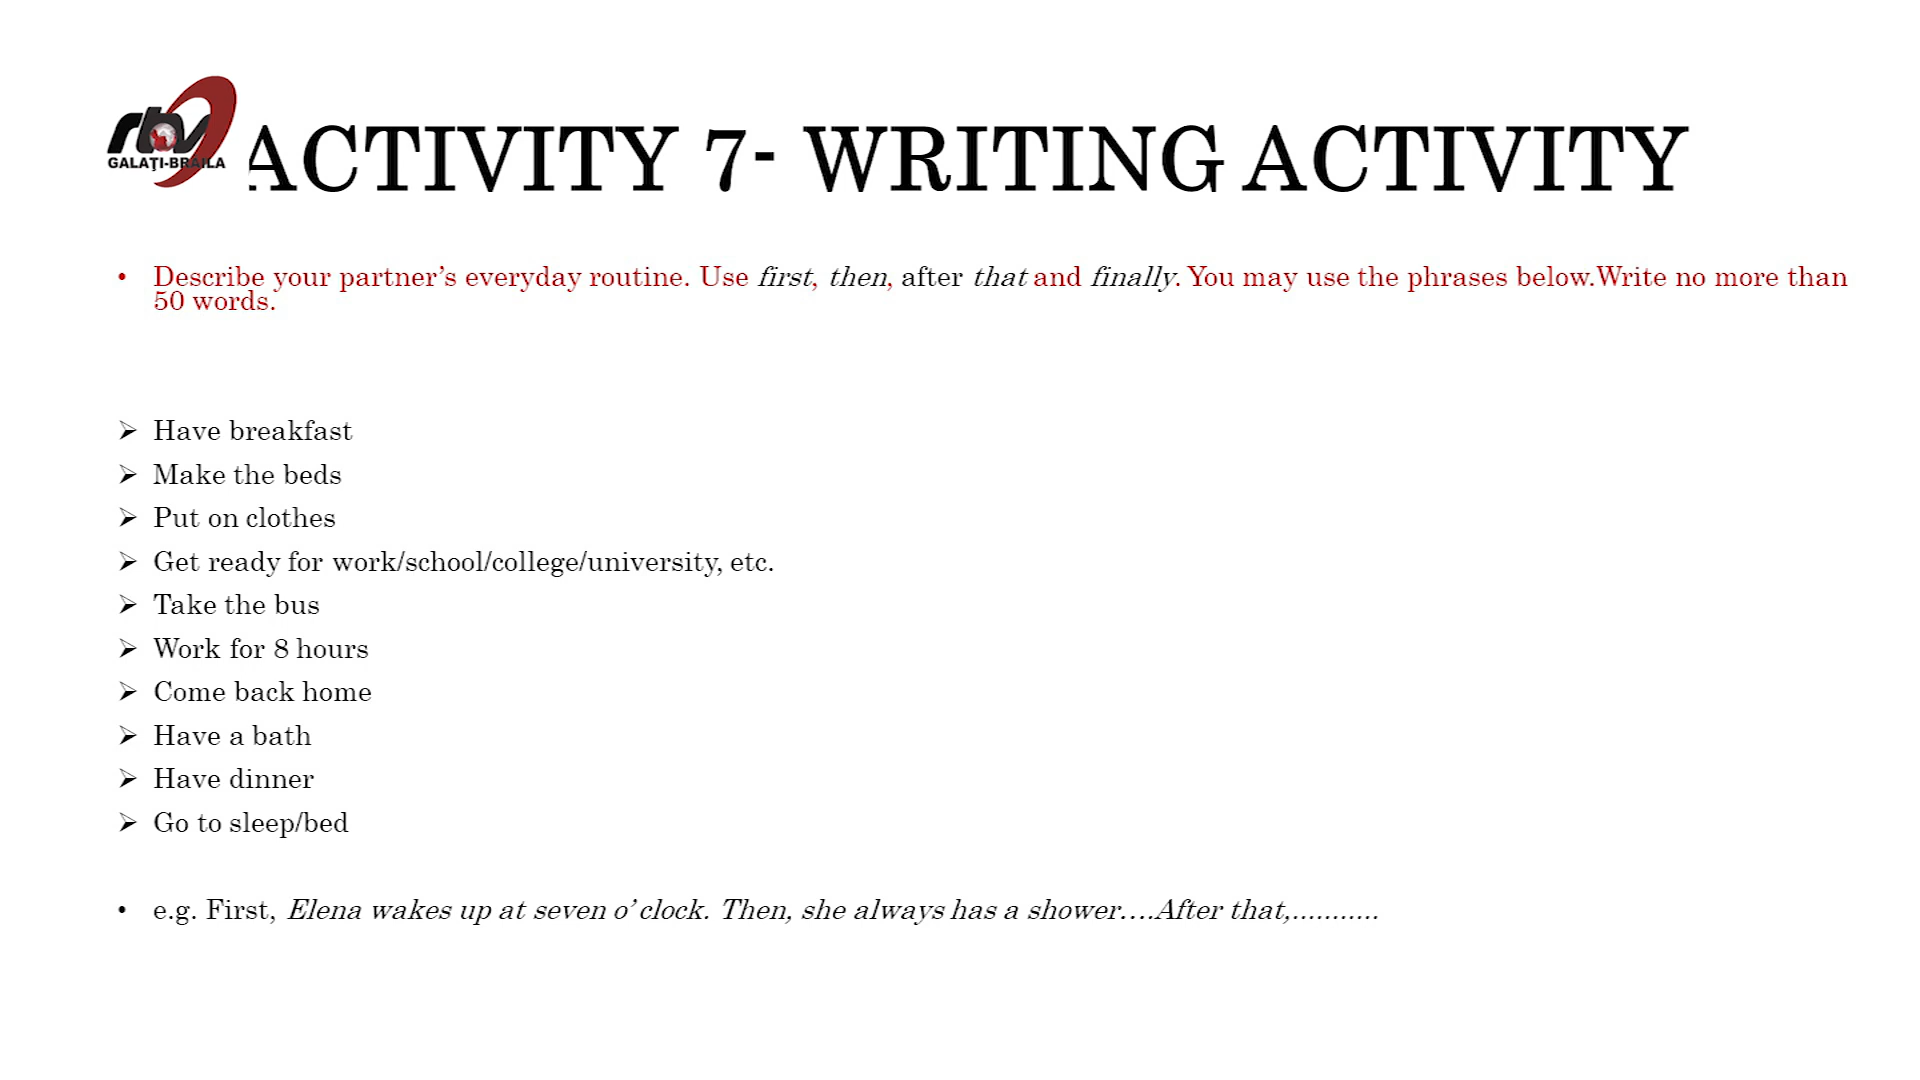 rtv
GALAŢI-BRĂILA
ACTIVITY 7- WRITING ACTIVITY
• Describe your partner’s everyday routine. Use first, then, after that and finally. You may use the phrases below.Write no more than
50 words.
➢ Have breakfast
➢ Make the beds
➢ Put on clothes
➢ Get ready for work/school/college/university, etc.
➢ Take the bus
➢ Work for 8 hours
➢ Come back home
➢ Have a bath
➢ Have dinner
➢ Go to sleep/bed
• e.g. First, Elena wakes up at seven o’ clock. Then, she always has a shower….After that,...........